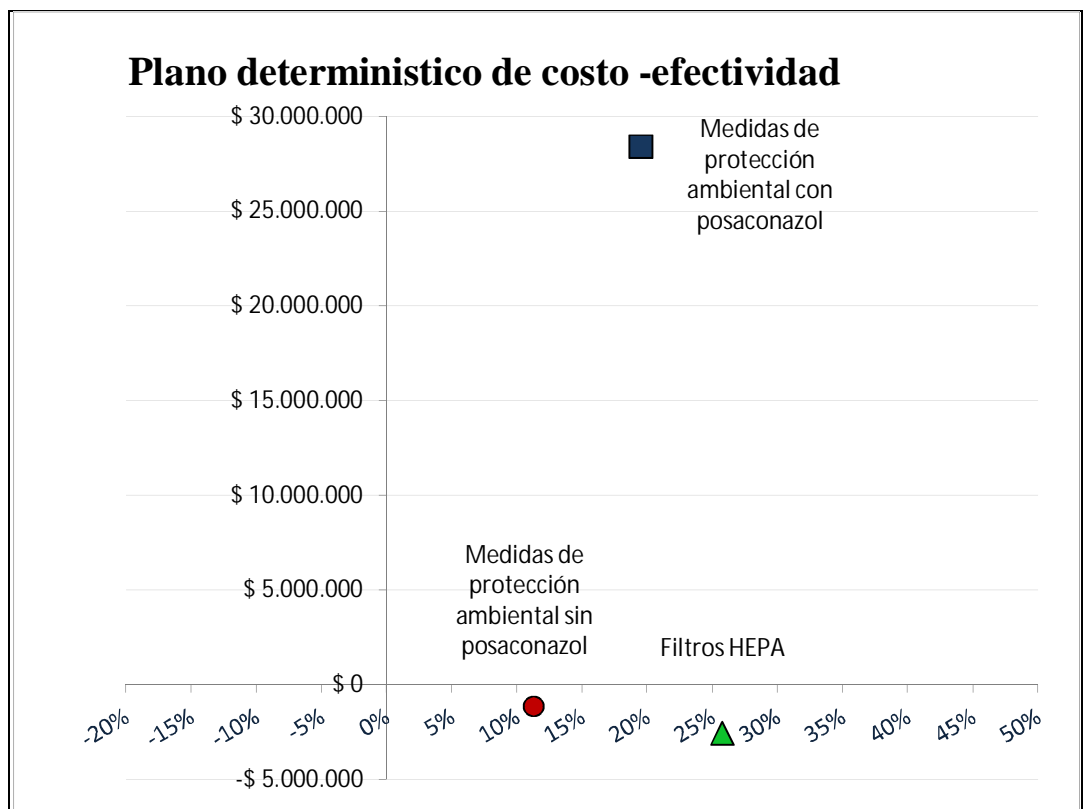 Plano deterministico de costo -efectividad
$ 30.000.000
Medidas de
protección
ambiental con
posaconazol
$ 25.000.000
$ 20.000.000
$ 15.000.000
$ 10.000.000
Medidas de
protección
ambiental sin
posaconazol
$ 5.000.000
Filtros HEPA
$ 0
-20% -15% -10% -5% 0% 5% 10% 15% 20% 25% 30% 35% 40% 45% 50%
-$ 5.000.000